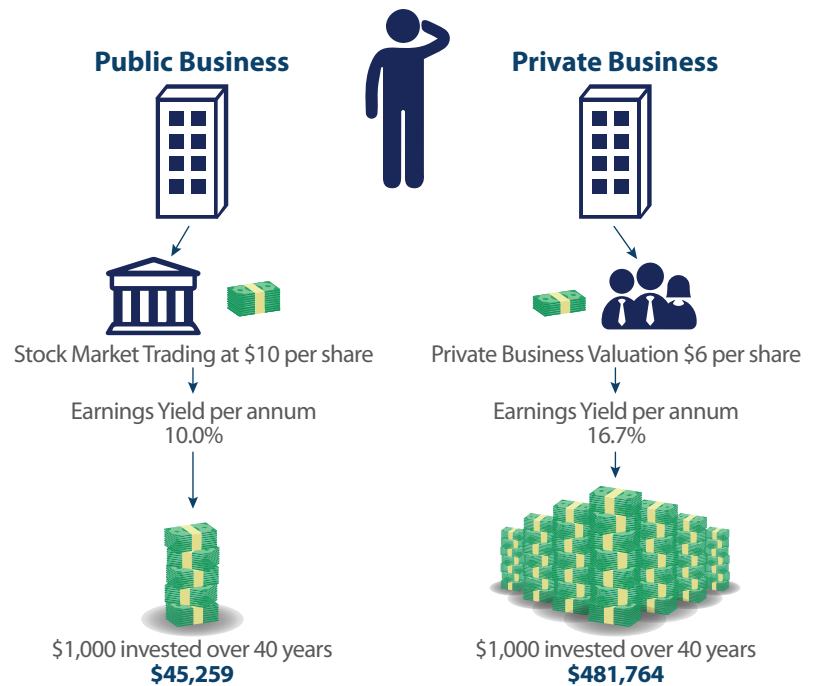 Public Business
Stock Market Trading at $10 per share
Earnings Yield per annum
10.0%
$1,000 invested over 40 years
$45,259
Private Business
Private Business Valuation $6 per share
Earnings Yield per annum
16.7%
$1,000 invested over 40 years
$481,764